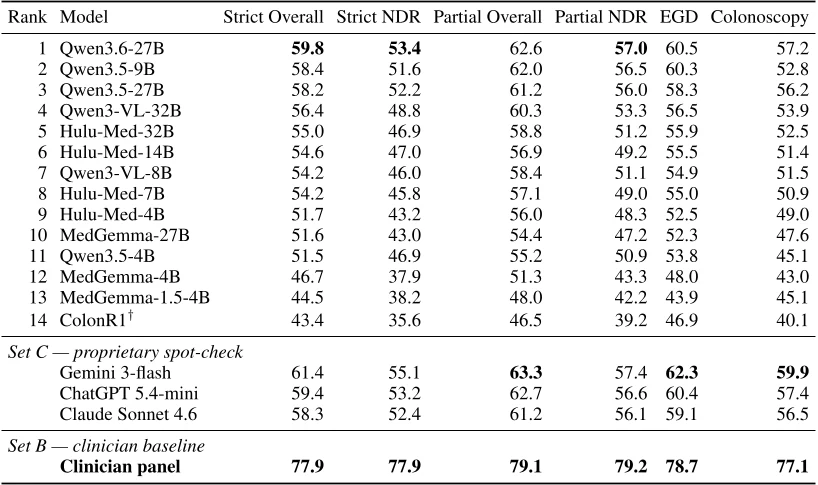 Rank Model Strict Overall Strict NDR Partial Overall Partial NDR EGD Colonoscopy
1 Qwen3.6-27B 59.8 53.4 62.6 57.0 60.5 57.2
2 Qwen3.5-9B 58.4 51.6 62.0 56.5 60.3 52.8
3 Qwen3.5-27B 58.2 52.2 61.2 56.0 58.3 56.2
4 Qwen3-VL-32B 56.4 48.8 60.3 53.3 56.5 53.9
5 Hulu-Med-32B 55.0 46.9 58.8 51.2 55.9 52.5
6 Hulu-Med-14B 54.6 47.0 56.9 49.2 55.5 51.4
7 Qwen3-VL-8B 54.2 46.0 58.4 51.1 54.9 51.5
8 Hulu-Med-7B 54.2 45.8 57.1 49.0 55.0 50.9
9 Hulu-Med-4B 51.7 43.2 56.0 48.3 52.5 49.0
10 MedGemma-27B 51.6 43.0 54.4 47.2 52.3 47.6
11 Qwen3.5-4B 51.5 46.9 55.2 50.9 53.8 45.1
12 MedGemma-4B 46.7 37.9 51.3 43.3 48.0 43.0
13 MedGemma-1.5-4B 44.5 38.2 48.0 42.2 43.9 45.1
14 ColonR1† 43.4 35.6 46.5 39.2 46.9 40.1
Set C — proprietary spot-check
Gemini 3-flash 61.4 55.1 63.3 57.4 62.3 59.9
ChatGPT 5.4-mini 59.4 53.2 62.7 56.6 60.4 57.4
Claude Sonnet 4.6 58.3 52.4 61.2 56.1 59.1 56.5
Set B — clinician baseline
Clinician panel 77.9 77.9 79.1 79.2 78.7 77.1